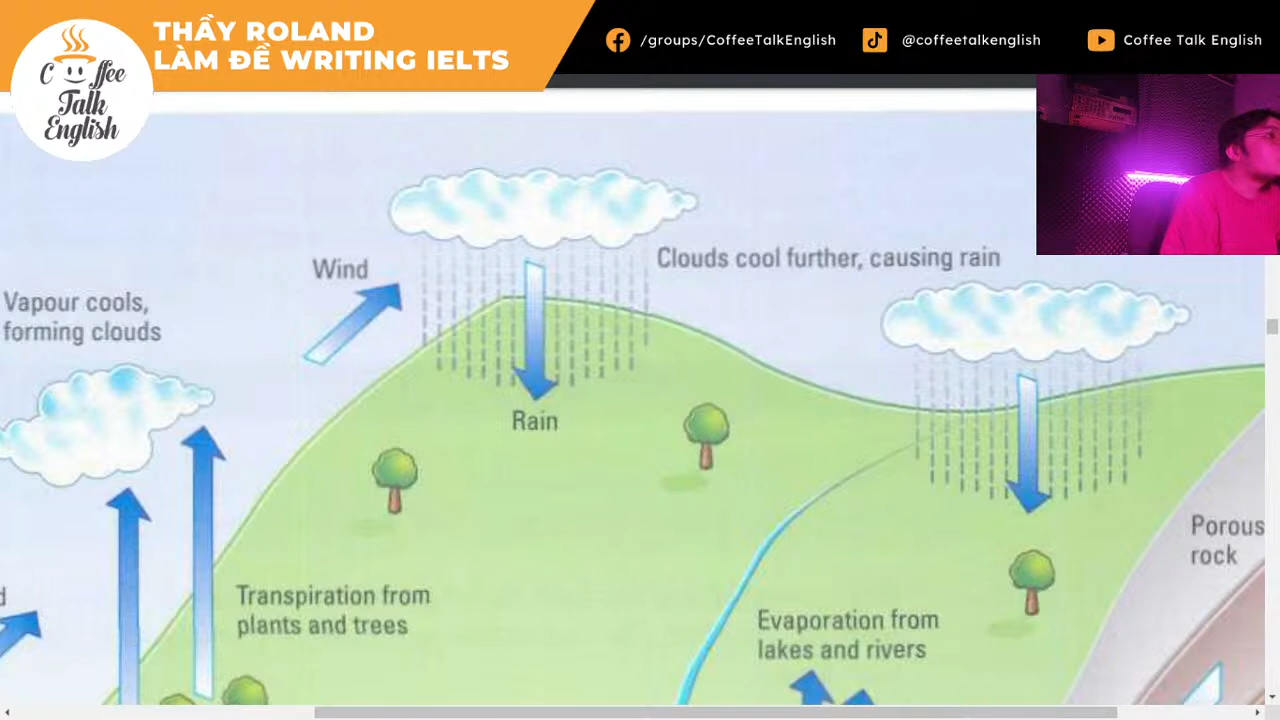 THẦY ROLAND
LÀM ĐỀ WRITING IELTS
Coffee
Talk
English
/groups/CoffeeTalkEnglish
@coffeetalkenglish
Coffee Talk English
Wind
Clouds cool further, causing rain
Vapour cools,
forming clouds
Rain
Porous
rock
Transpiration from
plants and trees
Evaporation from
lakes and rivers